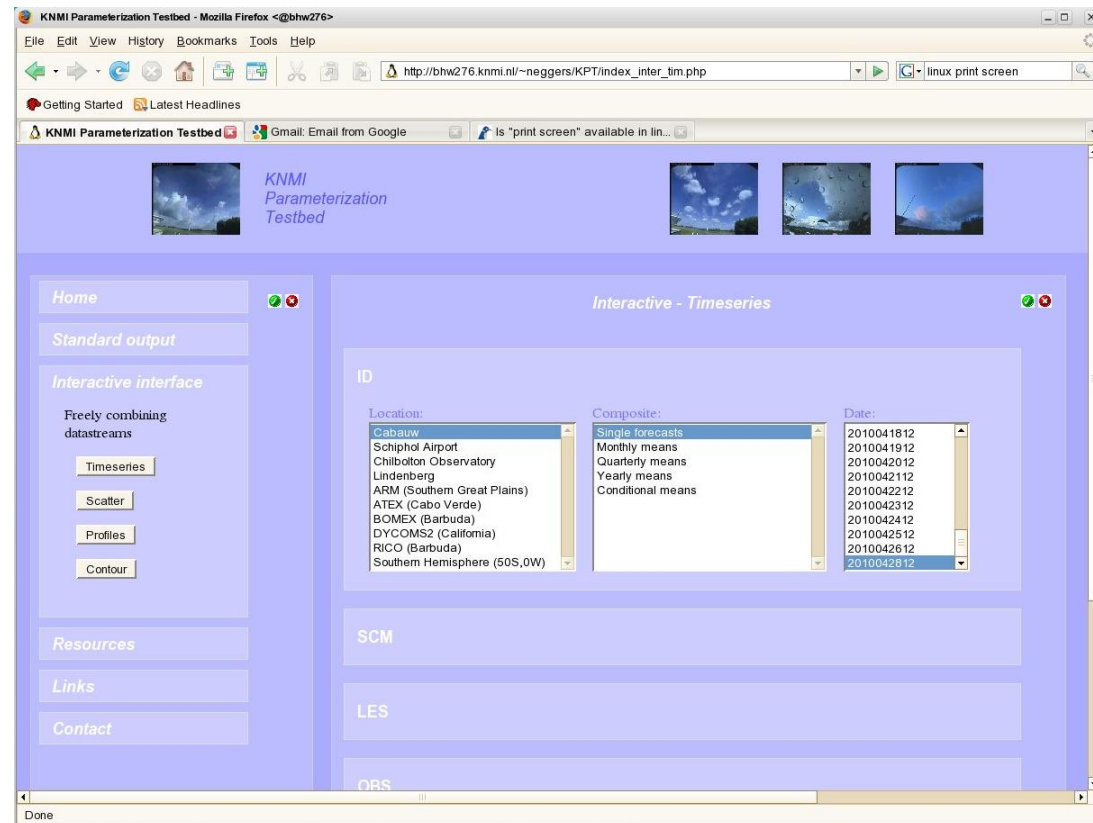 KNMI Parameterization Testbed - Mozilla Firefox <@bhw276>
File Edit View History Bookmarks Tools Help
http://bhw276.knmi.nl/~neggers/KPT/index_inter_tim.php
G linux print screen
Getting Started Latest Headlines
KNMI Parameterization Testbed Gmail: Email from Google Is "print screen" available in lin...
KNMI
Parameterization
Testbed
Home
Standard output
Interactive interface
Freely combining
datastreams
Timeseries
Scatter
Profiles
Contour
Resources
Links
Contact
Interactive - Timeseries
ID
Location:
Cabauw
Schiphol Airport
Chilbolton Observatory
Lindenberg
ARM (Southern Great Plains)
ATEX (Cabo Verde)
BOMEX (Barbuda)
DYCOMS2 (California)
RICO (Barbuda)
Southern Hemisphere (50S,0W)
Composite:
Single forecasts
Monthly means
Quarterly means
Yearly means
Conditional means
Date:
2010041812
2010041912
2010042012
2010042112
2010042212
2010042312
2010042412
2010042512
2010042612
2010042812
SCM
LES
OBS
Done